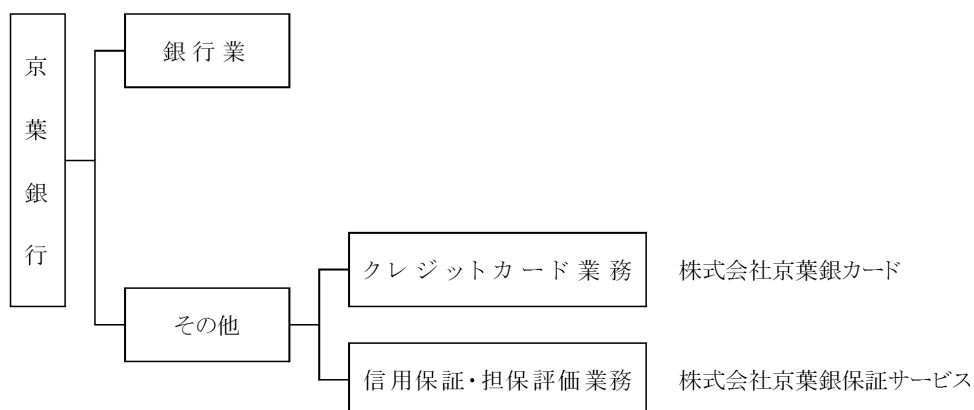 京葉銀行
銀行業
その他
クレジットカード業務
株式会社京葉銀カード
信用保証・担保評価業務
株式会社京葉銀保証サービス